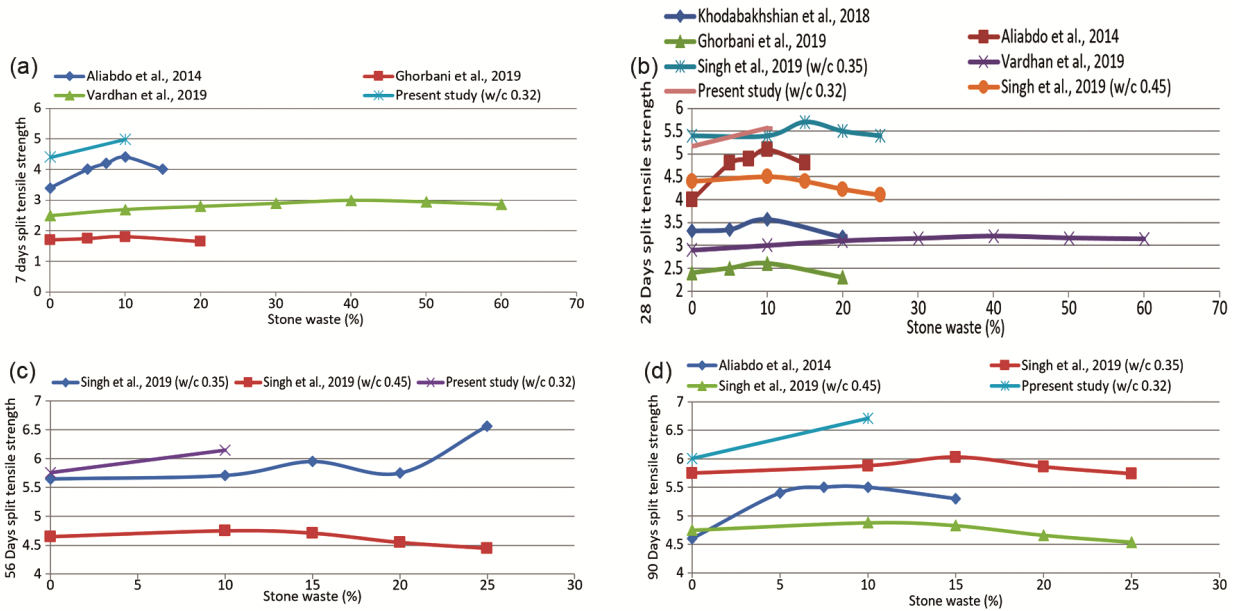 (a)
Aliabdo et al., 2014
Ghorbani et al., 2019
Vardhan et al., 2019
Present study (w/c 0.32)
7 days split tensile strength
6
5
4
3
2
1
0
0 10 20 30 40 50 60 70
Stone waste (%)
(b)
Khodabakhshian et al., 2018
Ghorbani et al., 2019
Aliabdo et al., 2014
Singh et al., 2019 (w/c 0.35)
Vardhan et al., 2019
Present study (w/c 0.32)
Singh et al., 2019 (w/c 0.45)
28 Days split tensile strength
6
5.5
5
4.5
4
3.5
3
2.5
2
0 10 20 30 40 50 60 70
Stone waste (%)
(c)
Singh et al., 2019 (w/c 0.35)
Singh et al., 2019 (w/c 0.45)
Present study (w/c 0.32)
56 Days split tensile strength
7
6.5
6
5.5
5
4.5
4
0 5 10 15 20 25 30
Stone waste (%)
(d)
Aliabdo et al., 2014
Singh et al., 2019 (w/c 0.35)
Singh et al., 2019 (w/c 0.45)
Ppresent study (w/c 0.32)
90 Days split tensile strength
7
6.5
6
5.5
5
4.5
4
0 5 10 15 20 25 30
Stone waste (%)